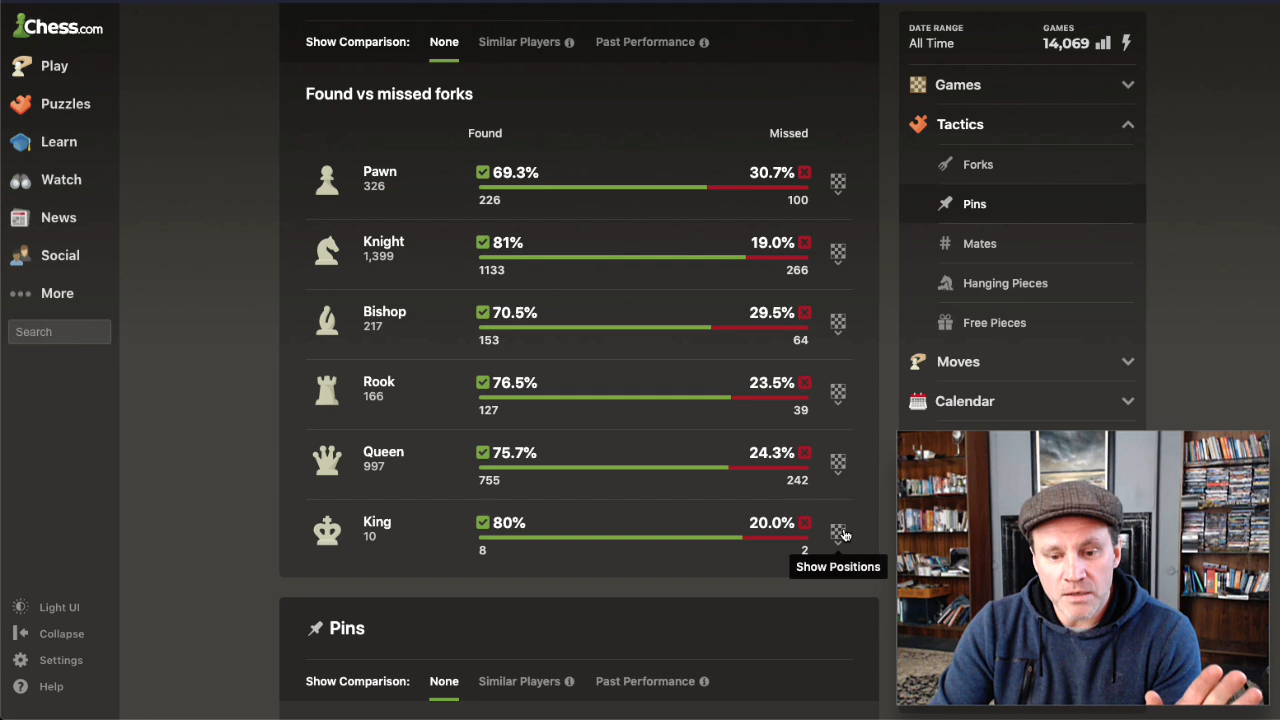 Chess.com
Play
Puzzles
Learn
Watch
News
Social
More
Search
Light UI
Collapse
Settings
Help
Show Comparison: None Similar Players Past Performance
Found vs missed forks
Found Missed
Pawn 69.3% 30.7%
326 226 100
Knight 81% 19.0%
1,399 1133 266
Bishop 70.5% 29.5%
217 153 64
Rook 76.5% 23.5%
166 127 39
Queen 75.7% 24.3%
997 755 242
King 80% 20.0%
10 8 2
Show Positions
Pins
Show Comparison: None Similar Players Past Performance
DATE RANGE GAMES
All Time 14,069
Games
Tactics
Forks
Pins
Mates
Hanging Pieces
Free Pieces
Moves
Calendar